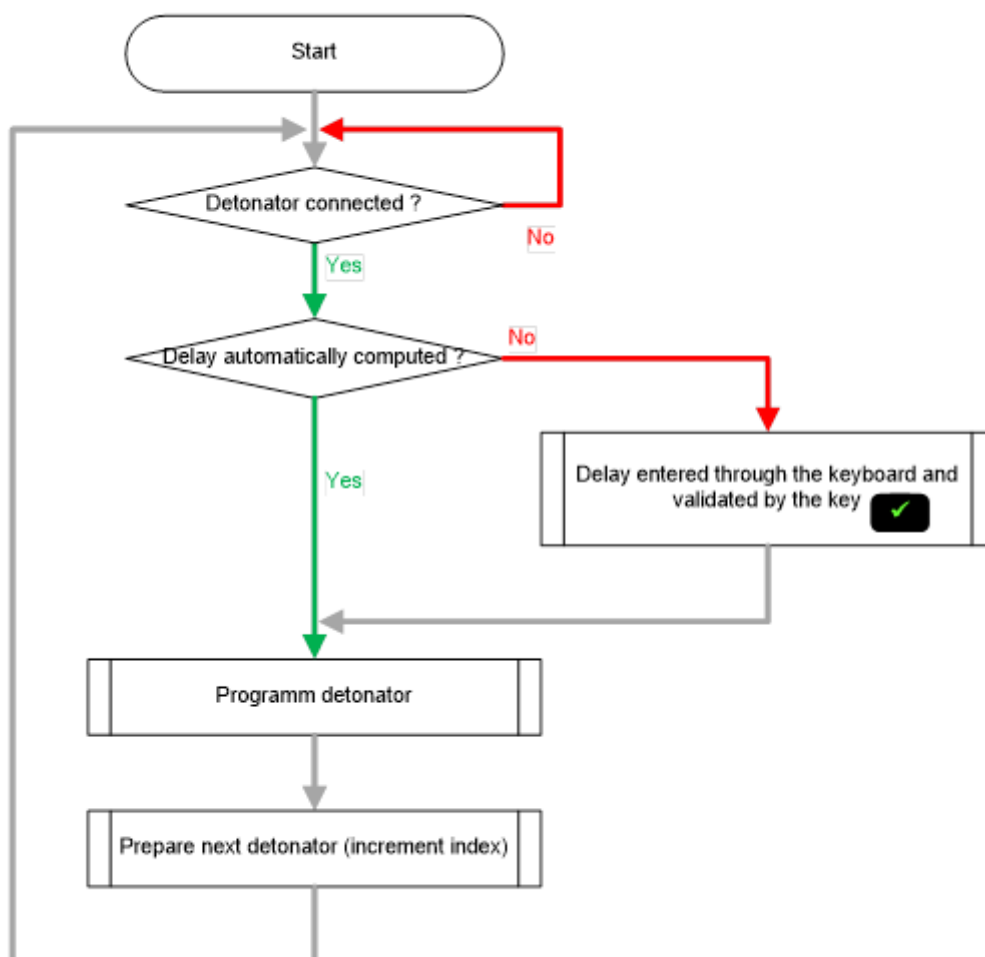 Start
Detonator connected ?
No
Yes
Delay automatically computed ?
No
Delay entered through the keyboard and
validated by the key
Yes
Programm detonator
Prepare next detonator (increment index)